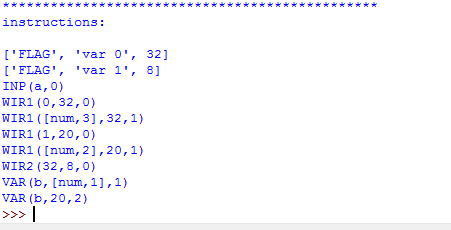 ***********************************************
instructions:
['FLAG', 'var 0', 32]
['FLAG', 'var 1', 8]
INP(a,0)
WIR1(0,32,0)
WIR1([num,3],32,1)
WIR1(1,20,0)
WIR1([num,2],20,1)
WIR2(32,8,0)
VAR(b,[num,1],1)
VAR(b,20,2)
>>>